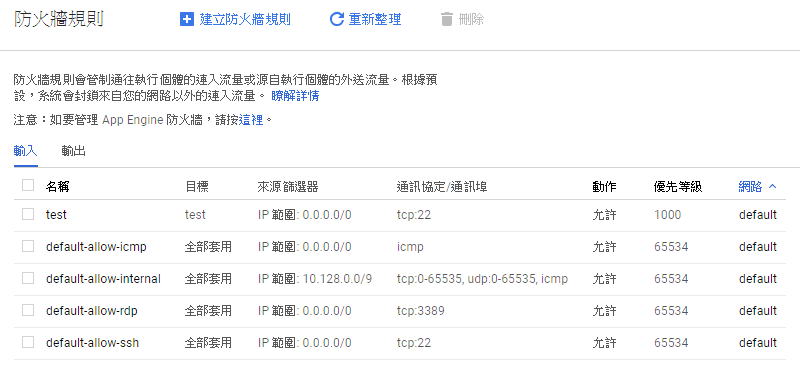 防火牆規則 建立防火牆規則 重新整理 刪除
防火牆規則會管制通往執行個體的連入流量或源自執行個體的外送流量。根據預
設，系統會封鎖來自您的網路以外的連入流量。 瞭解詳情
注意：如要管理 App Engine 防火牆，請按這裡。
輸入 輸出
名稱 目標 來源篩選器 通訊協定/通訊埠 動作 優先等級 網路
test test IP 範圍: 0.0.0.0/0 tcp:22 允許 1000 default
default-allow-icmp 全部套用 IP 範圍: 0.0.0.0/0 icmp 允許 65534 default
default-allow-internal 全部套用 IP 範圍: 10.128.0.0/9 tcp:0-65535, udp:0-65535, icmp 允許 65534 default
default-allow-rdp 全部套用 IP 範圍: 0.0.0.0/0 tcp:3389 允許 65534 default
default-allow-ssh 全部套用 IP 範圍: 0.0.0.0/0 tcp:22 允許 65534 default